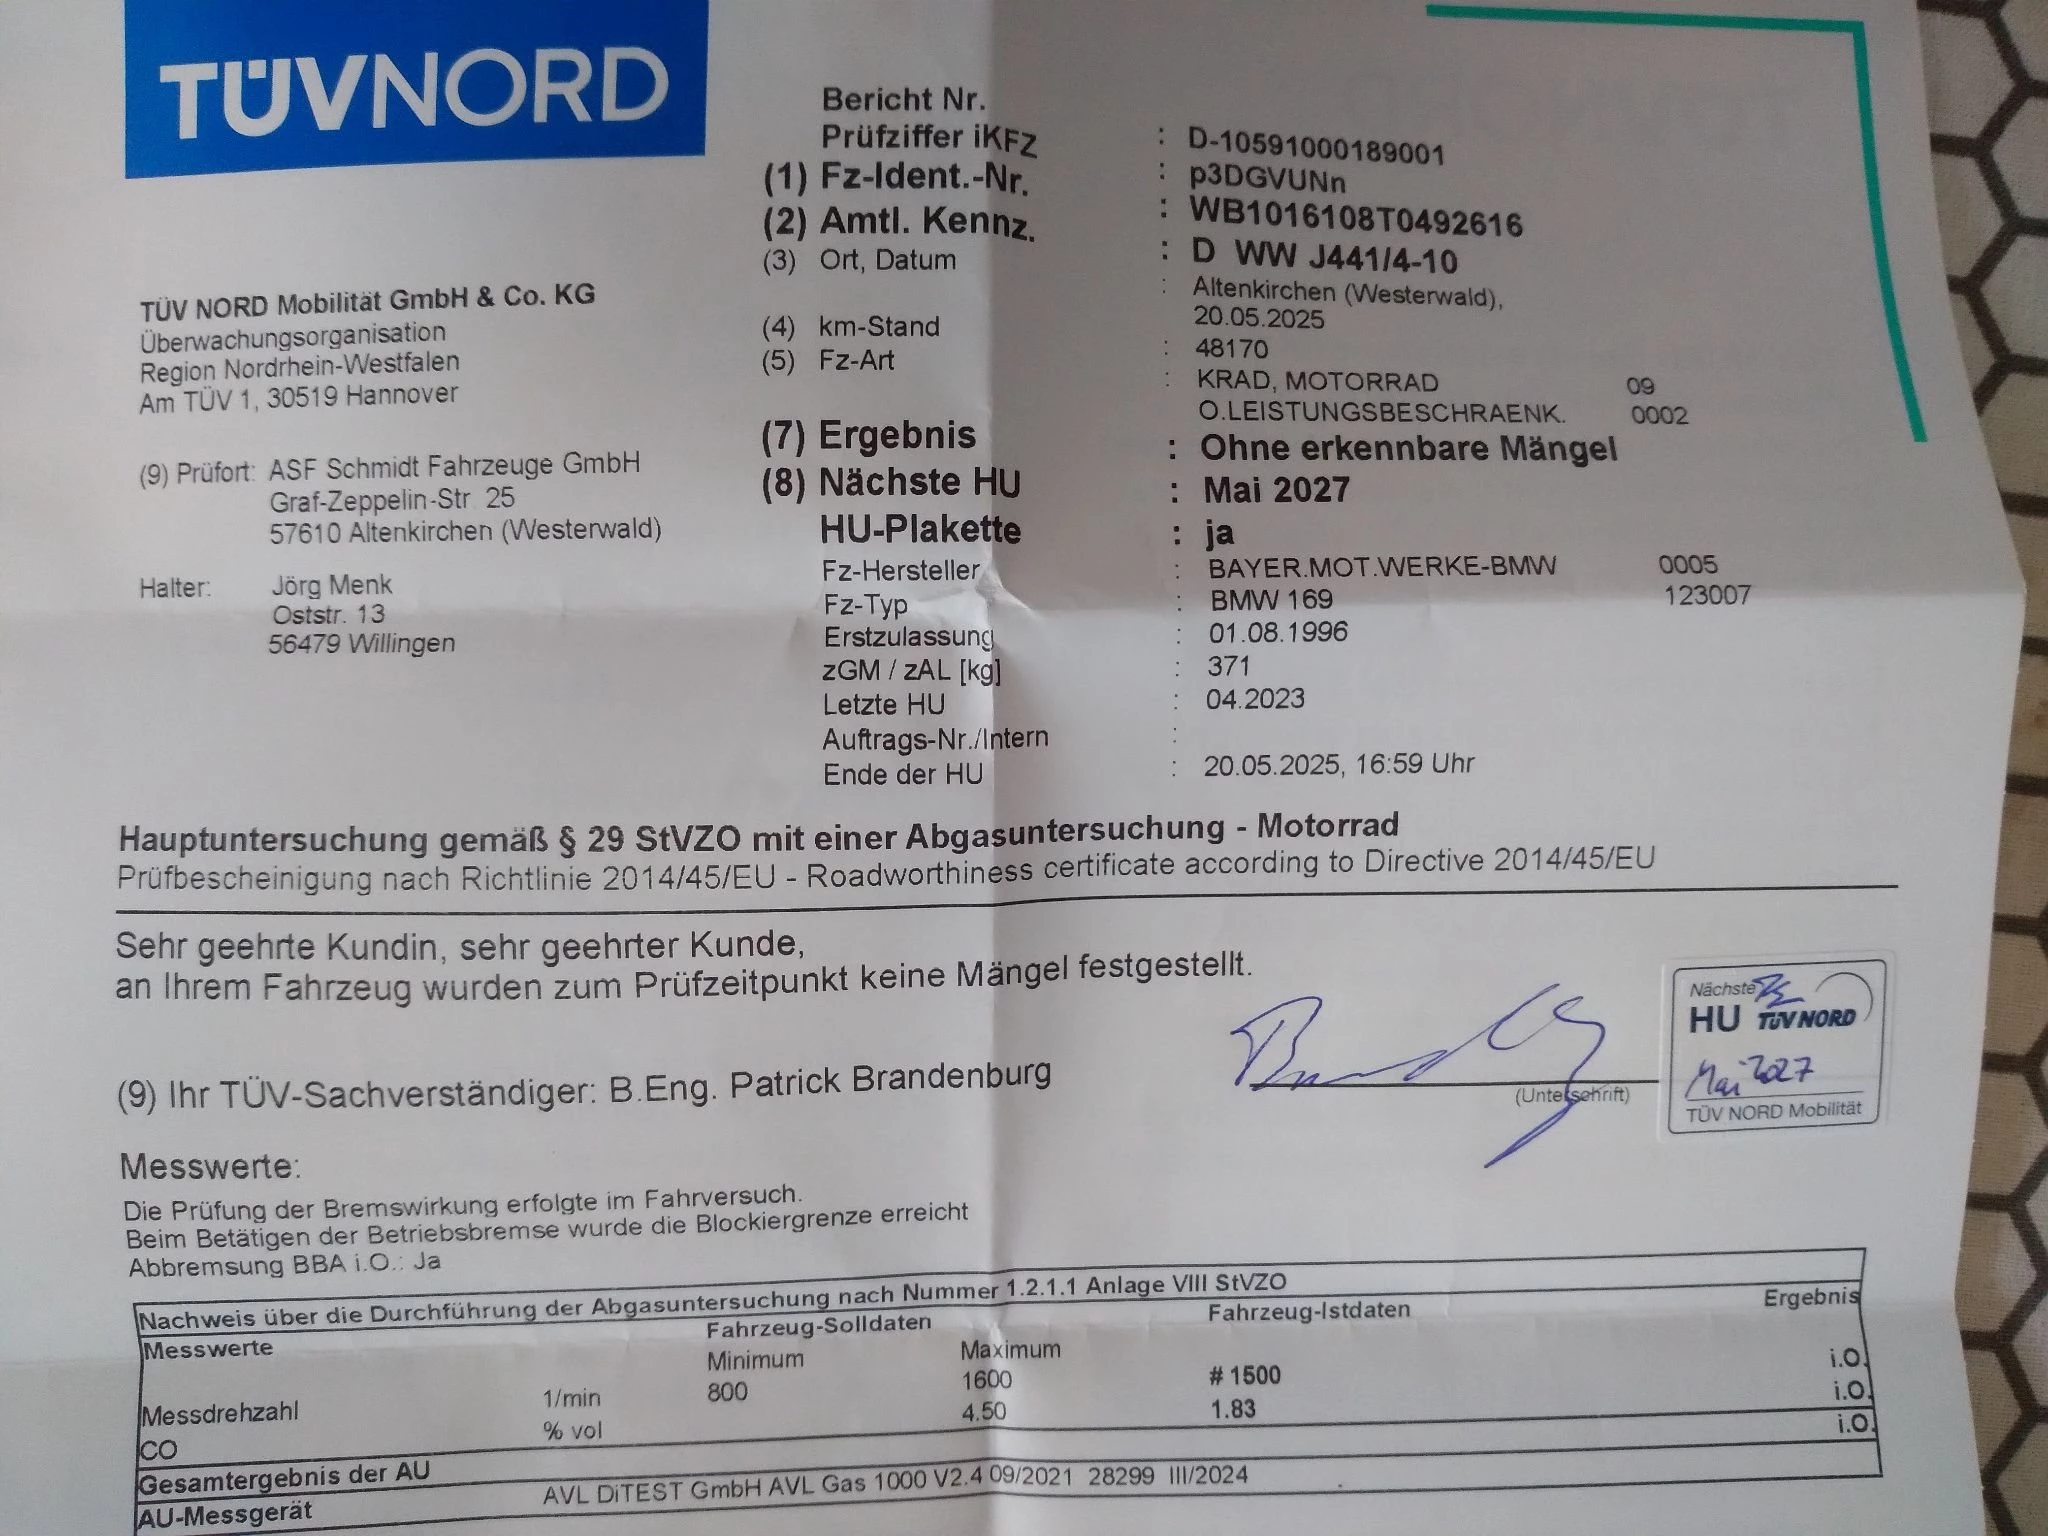 TÜVNORD
Bericht Nr. : D-10591000189001
Prüfziffer iKFZ : p3DGVUNn
(1) Fz-Ident.-Nr. : WB1016108T0492616
(2) Amtl. Kennz. : D WW J441/4-10
(3) Ort, Datum : Altenkirchen (Westerwald),
20.05.2025
(4) km-Stand : 48170
(5) Fz-Art : KRAD, MOTORRAD 09
O.LEISTUNGSBESCHRAENK. 0002
(7) Ergebnis : Ohne erkennbare Mängel
(8) Nächste HU : Mai 2027
HU-Plakette : ja
Fz-Hersteller : BAYER.MOT.WERKE-BMW 0005
Fz-Typ : BMW 169 123007
Erstzulassung : 01.08.1996
zGM / zAL [kg] : 371
Letzte HU : 04.2023
Auftrags-Nr./Intern :
Ende der HU : 20.05.2025, 16:59 Uhr
TÜV NORD Mobilität GmbH & Co. KG
Überwachungsorganisation
Region Nordrhein-Westfalen
Am TÜV 1, 30519 Hannover
(9) Prüfort: ASF Schmidt Fahrzeuge GmbH
Graf-Zeppelin-Str 25
57610 Altenkirchen (Westerwald)
Halter: Jörg Menk
Oststr. 13
56479 Willingen
Hauptuntersuchung gemäß § 29 StVZO mit einer Abgasuntersuchung - Motorrad
Prüfbescheinigung nach Richtlinie 2014/45/EU - Roadworthiness certificate according to Directive 2014/45/EU
Sehr geehrte Kundin, sehr geehrter Kunde,
an Ihrem Fahrzeug wurden zum Prüfzeitpunkt keine Mängel festgestellt.
(9) Ihr TÜV-Sachverständiger: B.Eng. Patrick Brandenburg
(Unterschrift)
Nächste
HU TÜV NORD
Mai 2027
TÜV NORD Mobilität
Messwerte:
Die Prüfung der Bremswirkung erfolgte im Fahrversuch.
Beim Betätigen der Betriebsbremse wurde die Blockiergrenze erreicht
Abbremsung BBA i.O.: Ja
Nachweis über die Durchführung der Abgasuntersuchung nach Nummer 1.2.1.1 Anlage VIII StVZO
Messwerte Fahrzeug-Solldaten Fahrzeug-Istdaten Ergebnis
Minimum Maximum
Messdrehzahl 1/min 800 1600 # 1500 i.O.
CO % vol 4.50 1.83 i.O.
Gesamtergebnis der AU i.O.
AU-Messgerät AVL DiTEST GmbH AVL Gas 1000 V2.4 09/2021 28299 III/2024